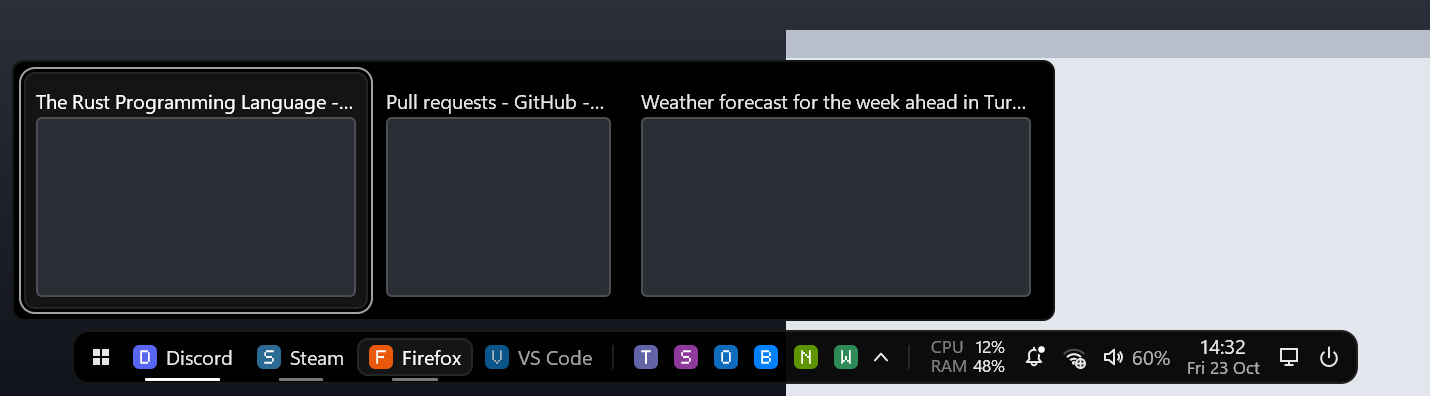 The Rust Programming Language -...
Pull requests - GitHub -...
Weather forecast for the week ahead in Tur...
D Discord S Steam F Firefox V VS Code T S O B N W
CPU 12%
RAM 48%
60%
14:32
Fri 23 Oct